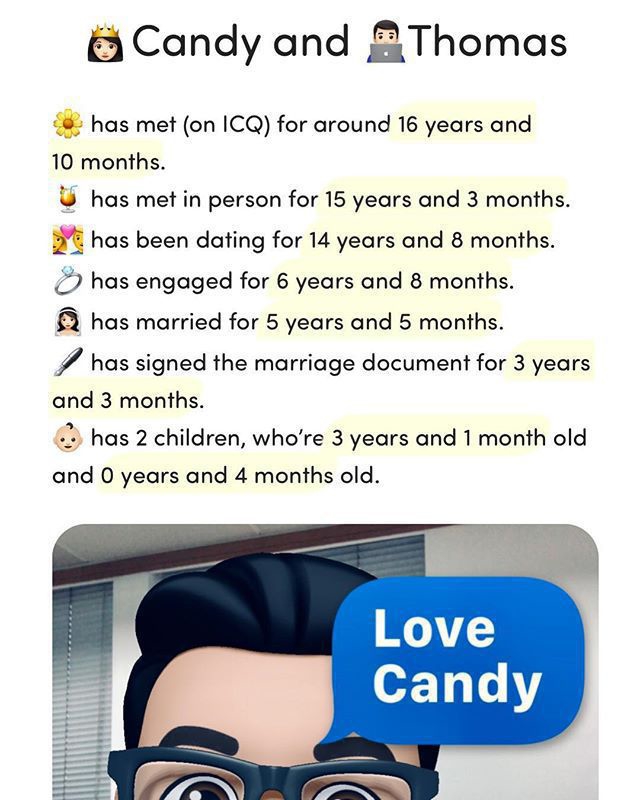 👸🏻Candy and 👨🏻‍💻Thomas
🌼 has met (on ICQ) for around 16 years and
10 months.
🍹 has met in person for 15 years and 3 months.
👩‍❤️‍👨 has been dating for 14 years and 8 months.
💍 has engaged for 6 years and 8 months.
👰🏻 has married for 5 years and 5 months.
🖋 has signed the marriage document for 3 years
and 3 months.
👶🏻 has 2 children, who’re 3 years and 1 month old
and 0 years and 4 months old.
Love
Candy